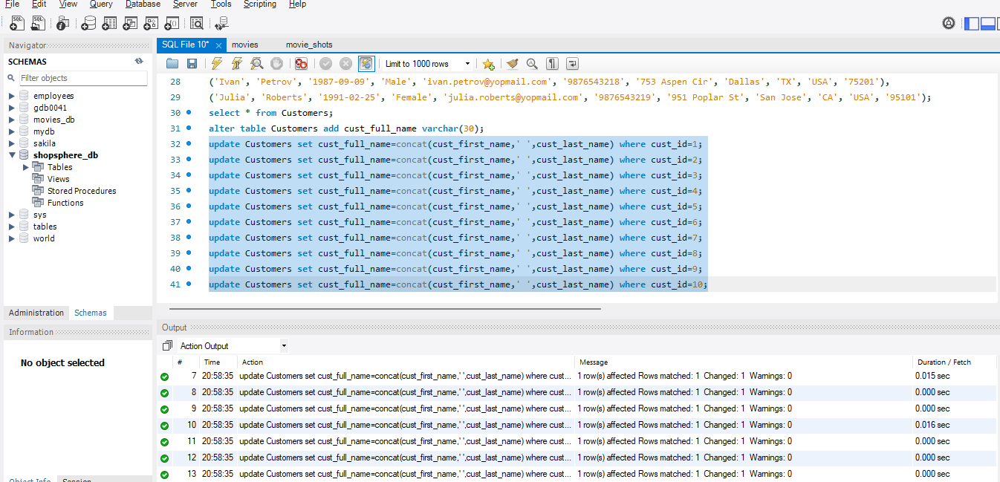 File Edit View Query Database Server Tools Scripting Help
Navigator
SCHEMAS
Filter objects
employees
gdb0041
movies_db
mydb
sakila
shopsphere_db
Tables
Views
Stored Procedures
Functions
sys
tables
world
Administration Schemas
Information
No object selected
Object Info Session
SQL File 10* movies movie_shots
Limit to 1000 rows
28 ('Ivan', 'Petrov', '1987-09-09', 'Male', 'ivan.petrov@yopmail.com', '9876543218', '753 Aspen Cir', 'Dallas', 'TX', 'USA', '75201'),
29 ('Julia', 'Roberts', '1991-02-25', 'Female', 'julia.roberts@yopmail.com', '9876543219', '951 Poplar St', 'San Jose', 'CA', 'USA', '95101');
30 select * from Customers;
31 alter table Customers add cust_full_name varchar(30);
32 update Customers set cust_full_name=concat(cust_first_name,' ',cust_last_name) where cust_id=1;
33 update Customers set cust_full_name=concat(cust_first_name,' ',cust_last_name) where cust_id=2;
34 update Customers set cust_full_name=concat(cust_first_name,' ',cust_last_name) where cust_id=3;
35 update Customers set cust_full_name=concat(cust_first_name,' ',cust_last_name) where cust_id=4;
36 update Customers set cust_full_name=concat(cust_first_name,' ',cust_last_name) where cust_id=5;
37 update Customers set cust_full_name=concat(cust_first_name,' ',cust_last_name) where cust_id=6;
38 update Customers set cust_full_name=concat(cust_first_name,' ',cust_last_name) where cust_id=7;
39 update Customers set cust_full_name=concat(cust_first_name,' ',cust_last_name) where cust_id=8;
40 update Customers set cust_full_name=concat(cust_first_name,' ',cust_last_name) where cust_id=9;
41 update Customers set cust_full_name=concat(cust_first_name,' ',cust_last_name) where cust_id=10;
Output
Action Output
# Time Action Message Duration / Fetch
7 20:58:35 update Customers set cust_full_name=concat(cust_first_name,' ',cust_last_name) where cust... 1 row(s) affected Rows matched: 1 Changed: 1 Warnings: 0 0.015 sec
8 20:58:35 update Customers set cust_full_name=concat(cust_first_name,' ',cust_last_name) where cust... 1 row(s) affected Rows matched: 1 Changed: 1 Warnings: 0 0.000 sec
9 20:58:35 update Customers set cust_full_name=concat(cust_first_name,' ',cust_last_name) where cust... 1 row(s) affected Rows matched: 1 Changed: 1 Warnings: 0 0.000 sec
10 20:58:35 update Customers set cust_full_name=concat(cust_first_name,' ',cust_last_name) where cust... 1 row(s) affected Rows matched: 1 Changed: 1 Warnings: 0 0.016 sec
11 20:58:35 update Customers set cust_full_name=concat(cust_first_name,' ',cust_last_name) where cust... 1 row(s) affected Rows matched: 1 Changed: 1 Warnings: 0 0.000 sec
12 20:58:35 update Customers set cust_full_name=concat(cust_first_name,' ',cust_last_name) where cust... 1 row(s) affected Rows matched: 1 Changed: 1 Warnings: 0 0.000 sec
13 20:58:35 update Customers set cust_full_name=concat(cust_first_name,' ',cust_last_name) where cust... 1 row(s) affected Rows matched: 1 Changed: 1 Warnings: 0 0.000 sec